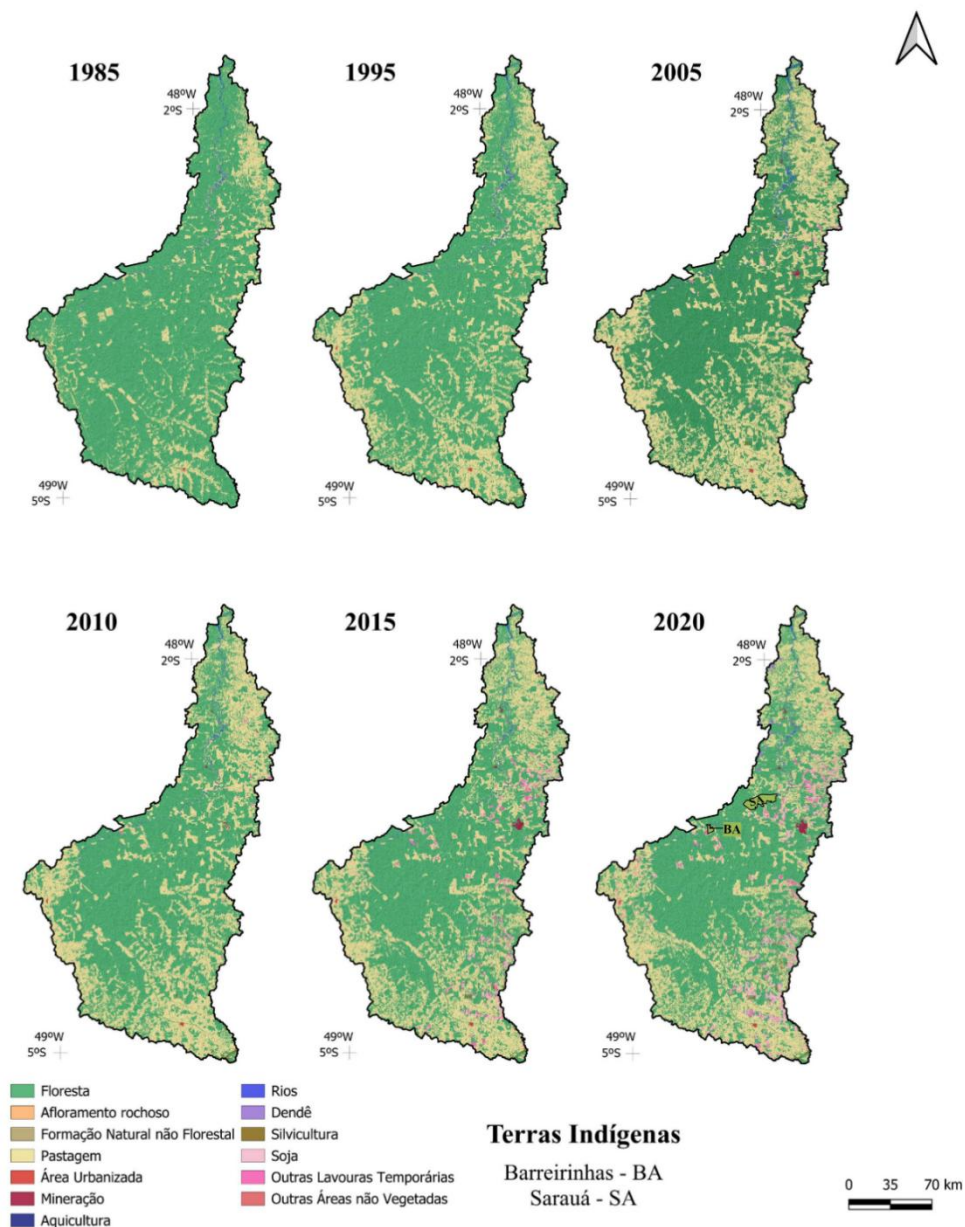 1985
48ºW
2ºS
49ºW
5ºS
1995
48ºW
2ºS
49ºW
5ºS
2005
48ºW
2ºS
49ºW
5ºS
2010
48ºW
2ºS
49ºW
5ºS
2015
48ºW
2ºS
49ºW
5ºS
2020
48ºW
2ºS
SA
BA
49ºW
5ºS
Floresta
Afloramento rochoso
Formação Natural não Florestal
Pastagem
Área Urbanizada
Mineração
Aquicultura
Rios
Dendê
Silvicultura
Soja
Outras Lavouras Temporárias
Outras Áreas não Vegetadas
Terras Indígenas
Barreirinhas - BA
Sarauá - SA
0 35 70 km